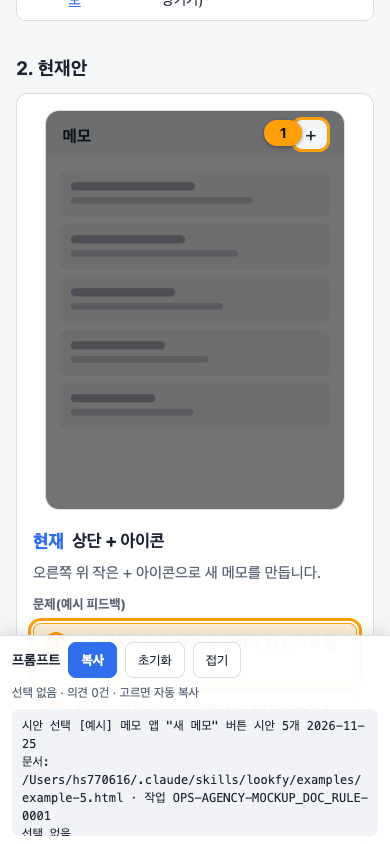 2. 현재안
메모
1
+
현재 상단 + 아이콘
오른쪽 위 작은 + 아이콘으로 새 메모를 만듭니다.
문제(예시 피드백)
프롬프트 복사 초기화 접기
선택 없음 · 의견 0건 · 고르면 자동 복사
시안 선택 [예시] 메모 앱 "새 메모" 버튼 시안 5개 2026-11-
25
문서:
/Users/hs770616/.claude/skills/lookfy/examples/
example-5.html · 작업 OPS-AGENCY-MOCKUP_DOC_RULE-
0001
선택 없음